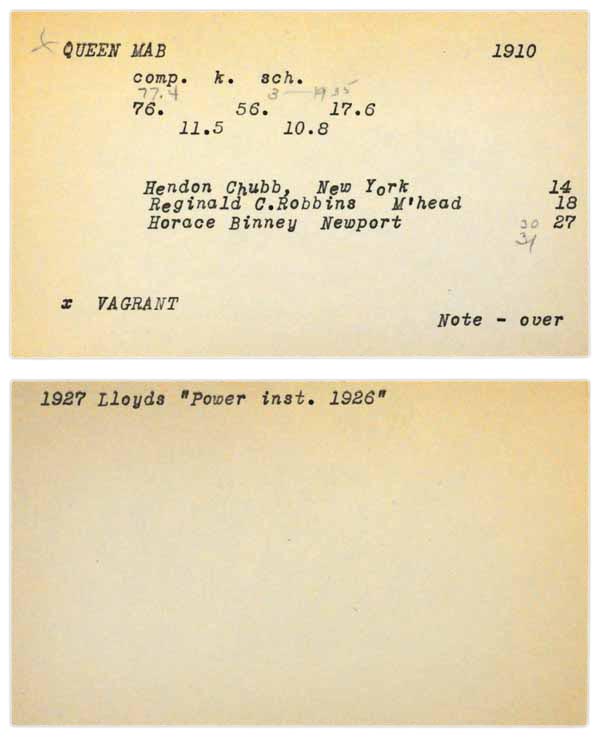 x QUEEN MAB 1910
comp. k. sch.
77.4 3 — 1935
76. 56. 17.6
11.5 10.8
Hendon Chubb, New York 14
Reginald C.Robbins M'head 18
Horace Binney Newport 30 27
31
x VAGRANT
Note - over
1927 Lloyds "Power inst. 1926"